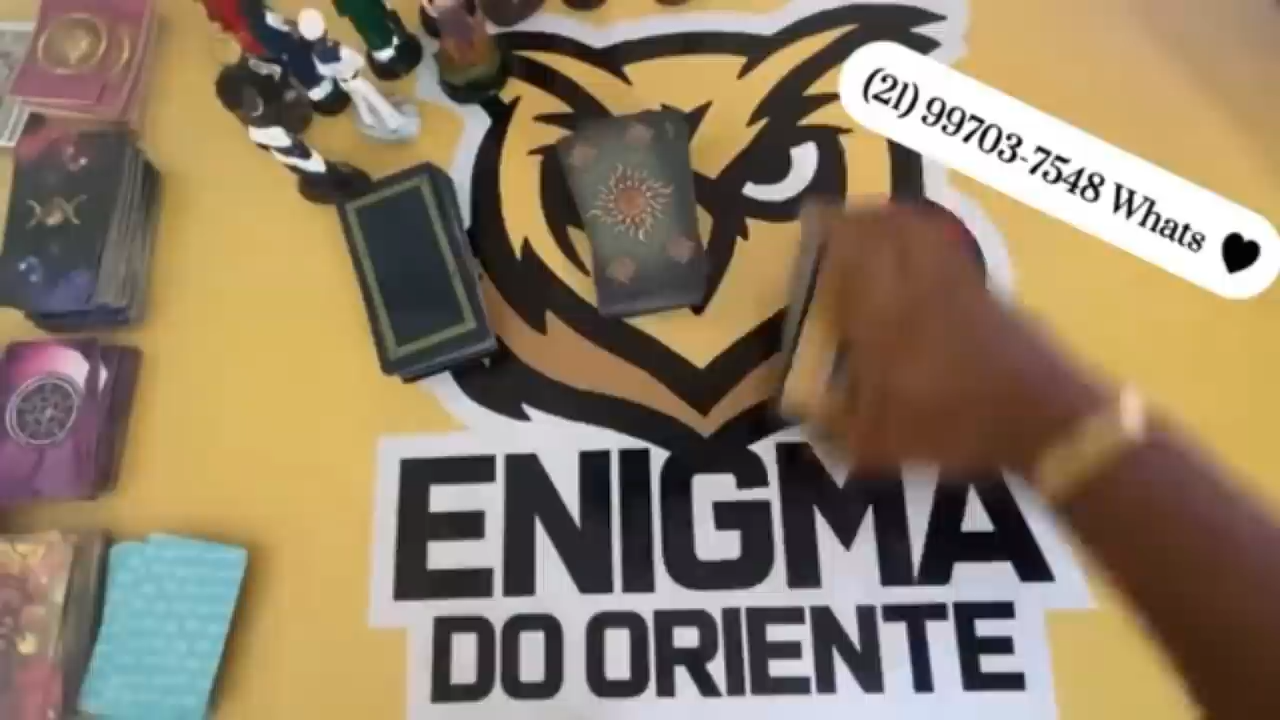 (21) 99703-7548 Whats 🖤
ENIGMA
DO ORIENTE